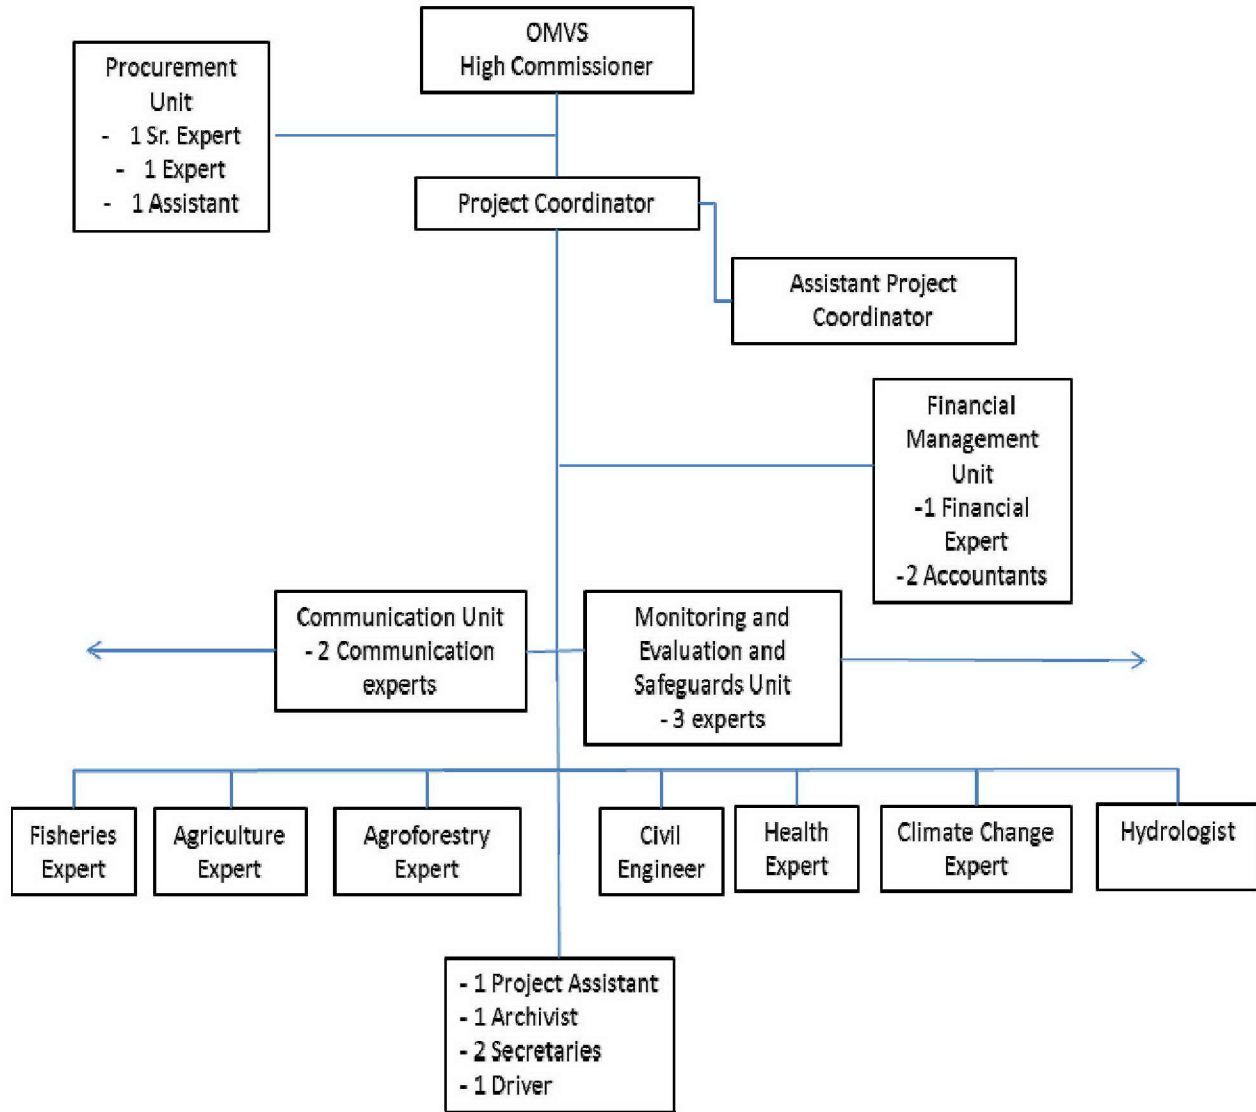 OMVS
High Commissioner
Procurement
Unit
- 1 Sr. Expert
- 1 Expert
- 1 Assistant
Project Coordinator
Assistant Project
Coordinator
Financial
Management
Unit
-1 Financial
Expert
-2 Accountants
Communication Unit
- 2 Communication
experts
Monitoring and
Evaluation and
Safeguards Unit
- 3 experts
Fisheries
Expert
Agriculture
Expert
Agroforestry
Expert
Civil
Engineer
Health
Expert
Climate Change
Expert
Hydrologist
- 1 Project Assistant
- 1 Archivist
- 2 Secretaries
- 1 Driver